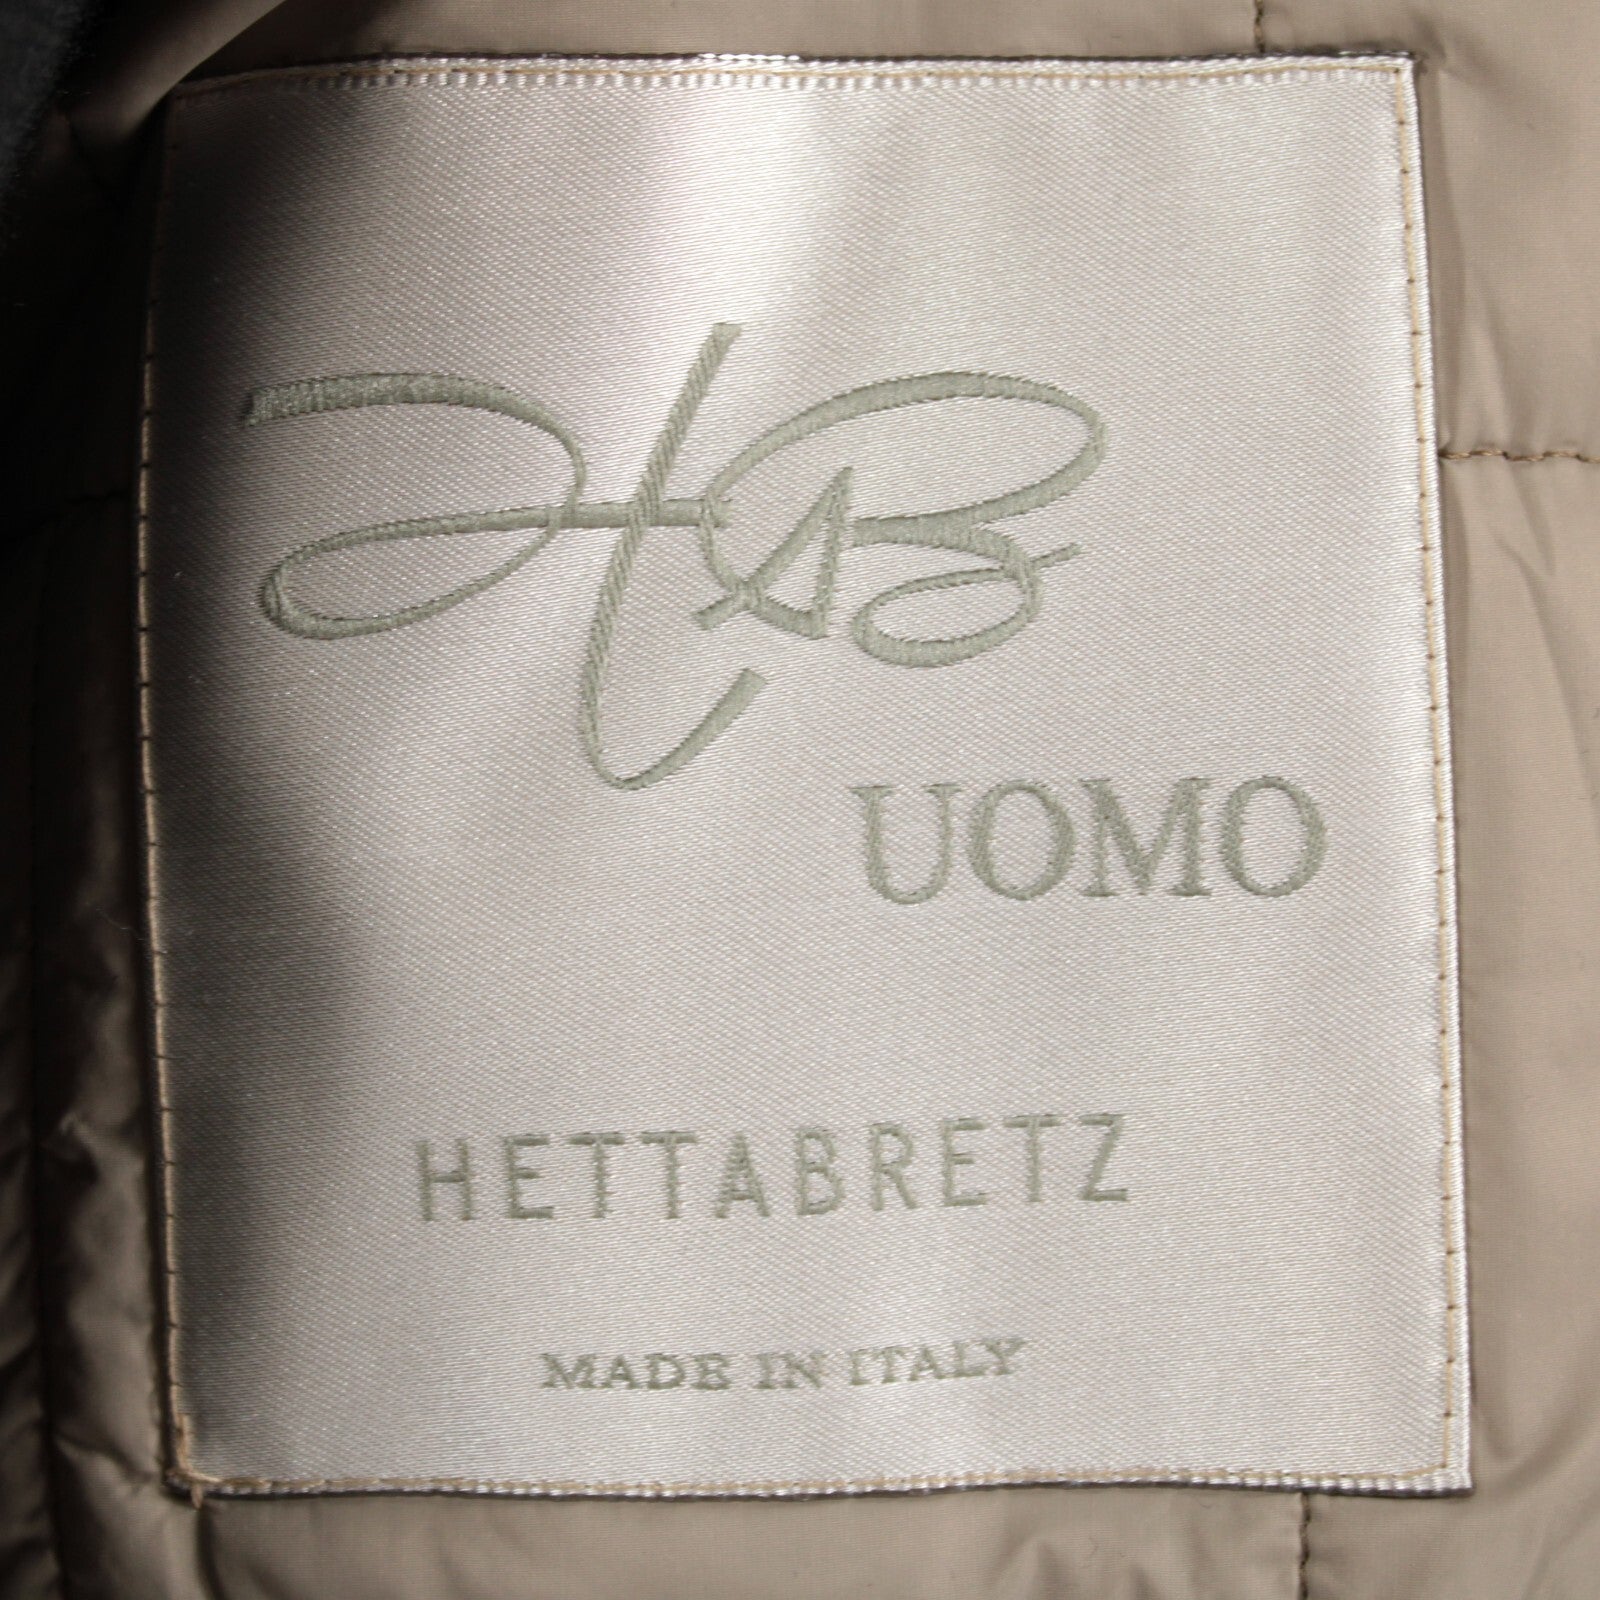 HB
UOMO
HETTABRETZ
MADE IN ITALY